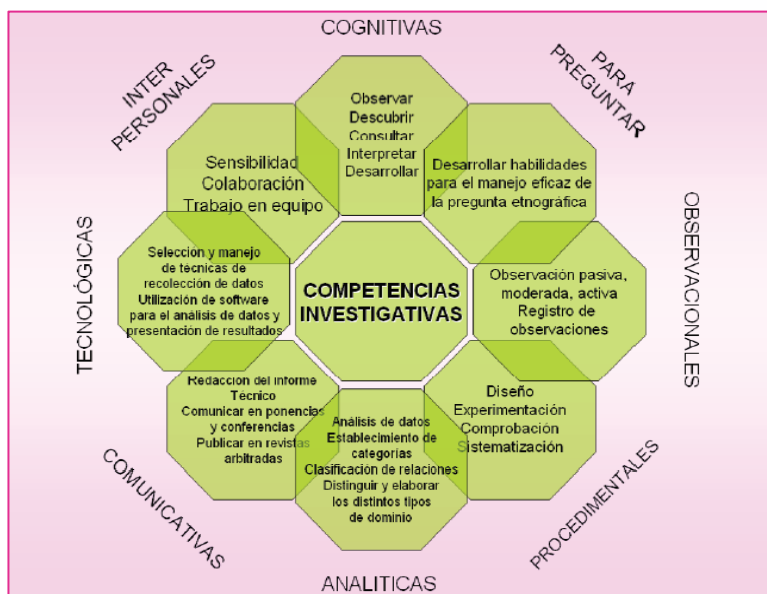 COGNITIVAS
Observar
Descubrir
Consultar
Interpretar
Desarrollar
PARA
PREGUNTAR
Desarrollar habilidades
para el manejo eficaz de
la pregunta etnográfica
OBSERVACIONALES
Observación pasiva,
moderada, activa
Registro de
observaciones
PROCEDIMENTALES
Diseño
Experimentación
Comprobación
Sistematización
ANALITICAS
Análisis de datos
Establecimiento de
categorías
Clasificación de relaciones
Distinguir y elaborar
los distintos tipos
de dominio
COMUNICATIVAS
Redacción del informe
Técnico
Comunicar en ponencias
y conferencias
Publicar en revistas
arbitradas
TECNOLÓGICAS
Selección y manejo
de técnicas de
recolección de datos
Utilización de software
para el análisis de datos y
presentación de resultados
INTER
PERSONALES
Sensibilidad
Colaboración
Trabajo en equipo
COMPETENCIAS
INVESTIGATIVAS